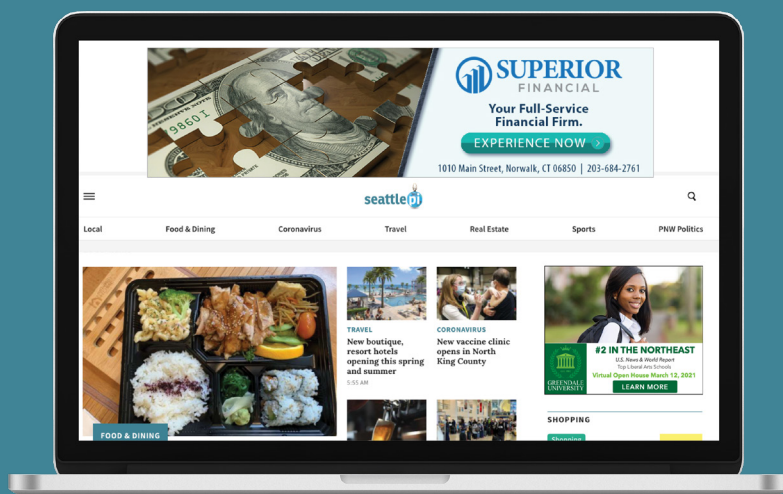 SUPERIOR
FINANCIAL
Your Full-Service
Financial Firm.
EXPERIENCE NOW
1010 Main Street, Norwalk, CT 06850 | 203-684-2761
seattlepi
Local Food & Dining Coronavirus Travel Real Estate Sports PNW Politics
FOOD & DINING
TRAVEL
New boutique,
resort hotels
opening this spring
and summer
5:55 AM
CORONAVIRUS
New vaccine clinic
opens in North
King County
GREENDALE
UNIVERSITY
#2 IN THE NORTHEAST
U.S. News & World Report
Top Liberal Arts Schools
Virtual Open House March 12, 2021
LEARN MORE
SHOPPING
Shopping